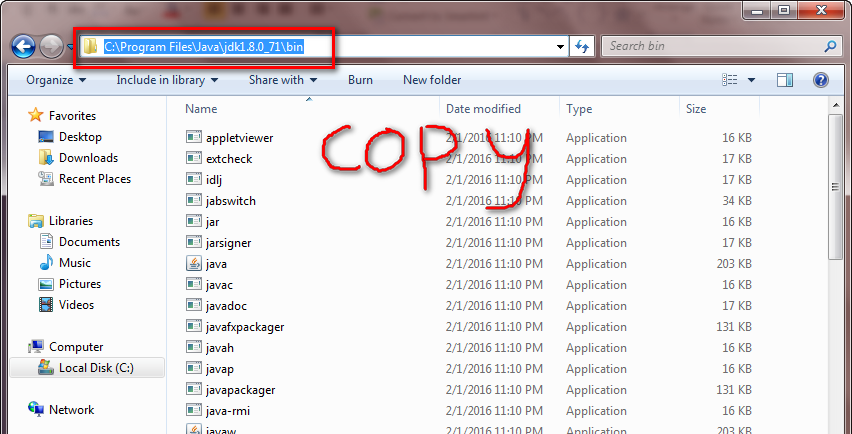 C:\Program Files\Java\jdk1.8.0_71\bin
Search bin
Organize Include in library Share with Burn New folder
Favorites
Desktop
Downloads
Recent Places
Libraries
Documents
Music
Pictures
Videos
Computer
Local Disk (C:)
Network
Name Date modified Type Size
appletviewer 2/1/2016 11:10 PM Application 16 KB
extcheck 2/1/2016 11:10 PM Application 17 KB
idlj 2/1/2016 11:10 PM Application 17 KB
jabswitch 2/1/2016 11:10 PM Application 34 KB
jar 2/1/2016 11:10 PM Application 16 KB
jarsigner 2/1/2016 11:10 PM Application 17 KB
java 2/1/2016 11:10 PM Application 203 KB
javac 2/1/2016 11:10 PM Application 16 KB
javadoc 2/1/2016 11:10 PM Application 17 KB
javafxpackager 2/1/2016 11:10 PM Application 131 KB
javah 2/1/2016 11:10 PM Application 16 KB
javap 2/1/2016 11:10 PM Application 16 KB
javapackager 2/1/2016 11:10 PM Application 131 KB
java-rmi 2/1/2016 11:10 PM Application 16 KB
javaw 2/1/2016 11:10 PM Application 203 KB
copy